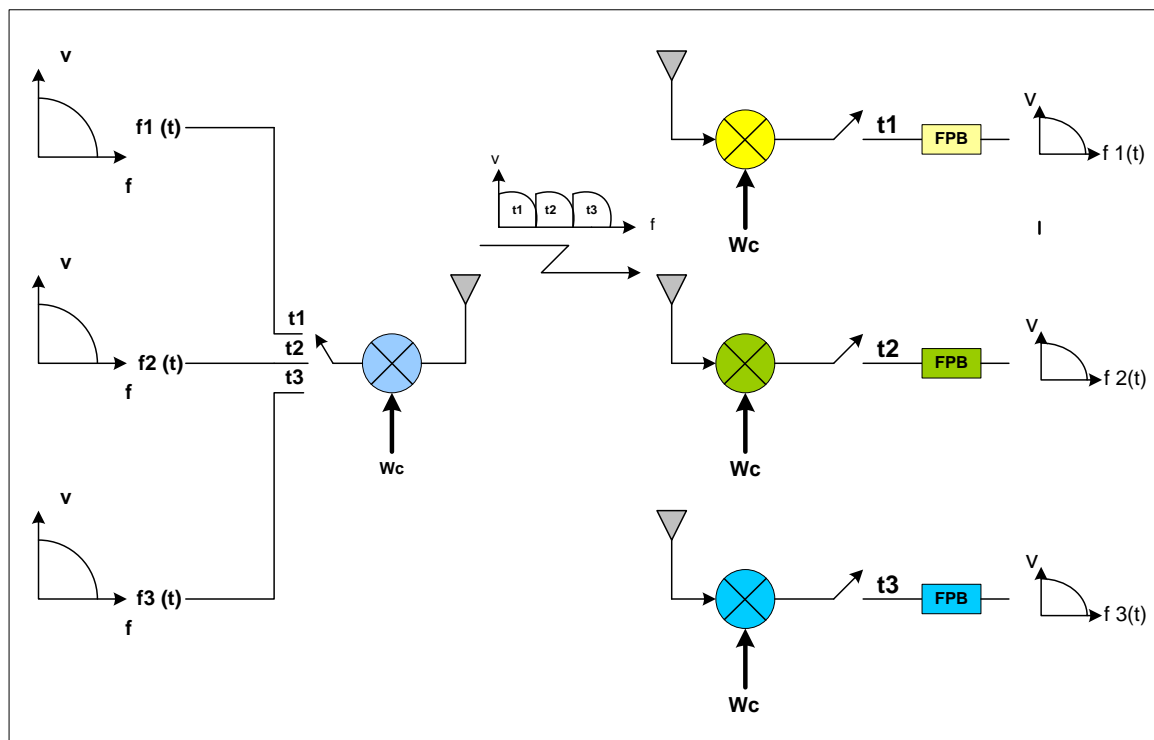 v
f1 (t)
f
v
f2 (t)
f
v
f3 (t)
f
t1
t2
t3
Wc
v
t1 t2 t3
f
Wc
t1
FPB
V
f 1(t)
I
Wc
t2
FPB
V
f 2(t)
Wc
t3
FPB
V
f 3(t)